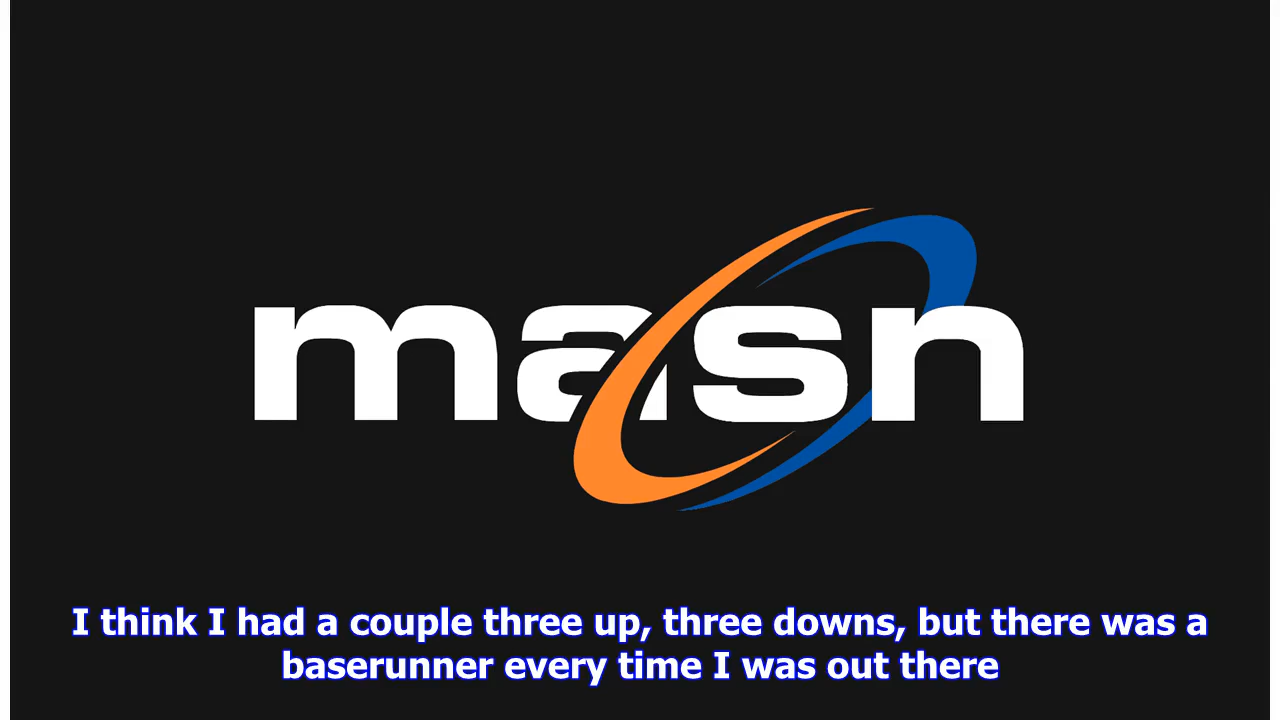 masn
I think I had a couple three up, three downs, but there was a
baserunner every time I was out there